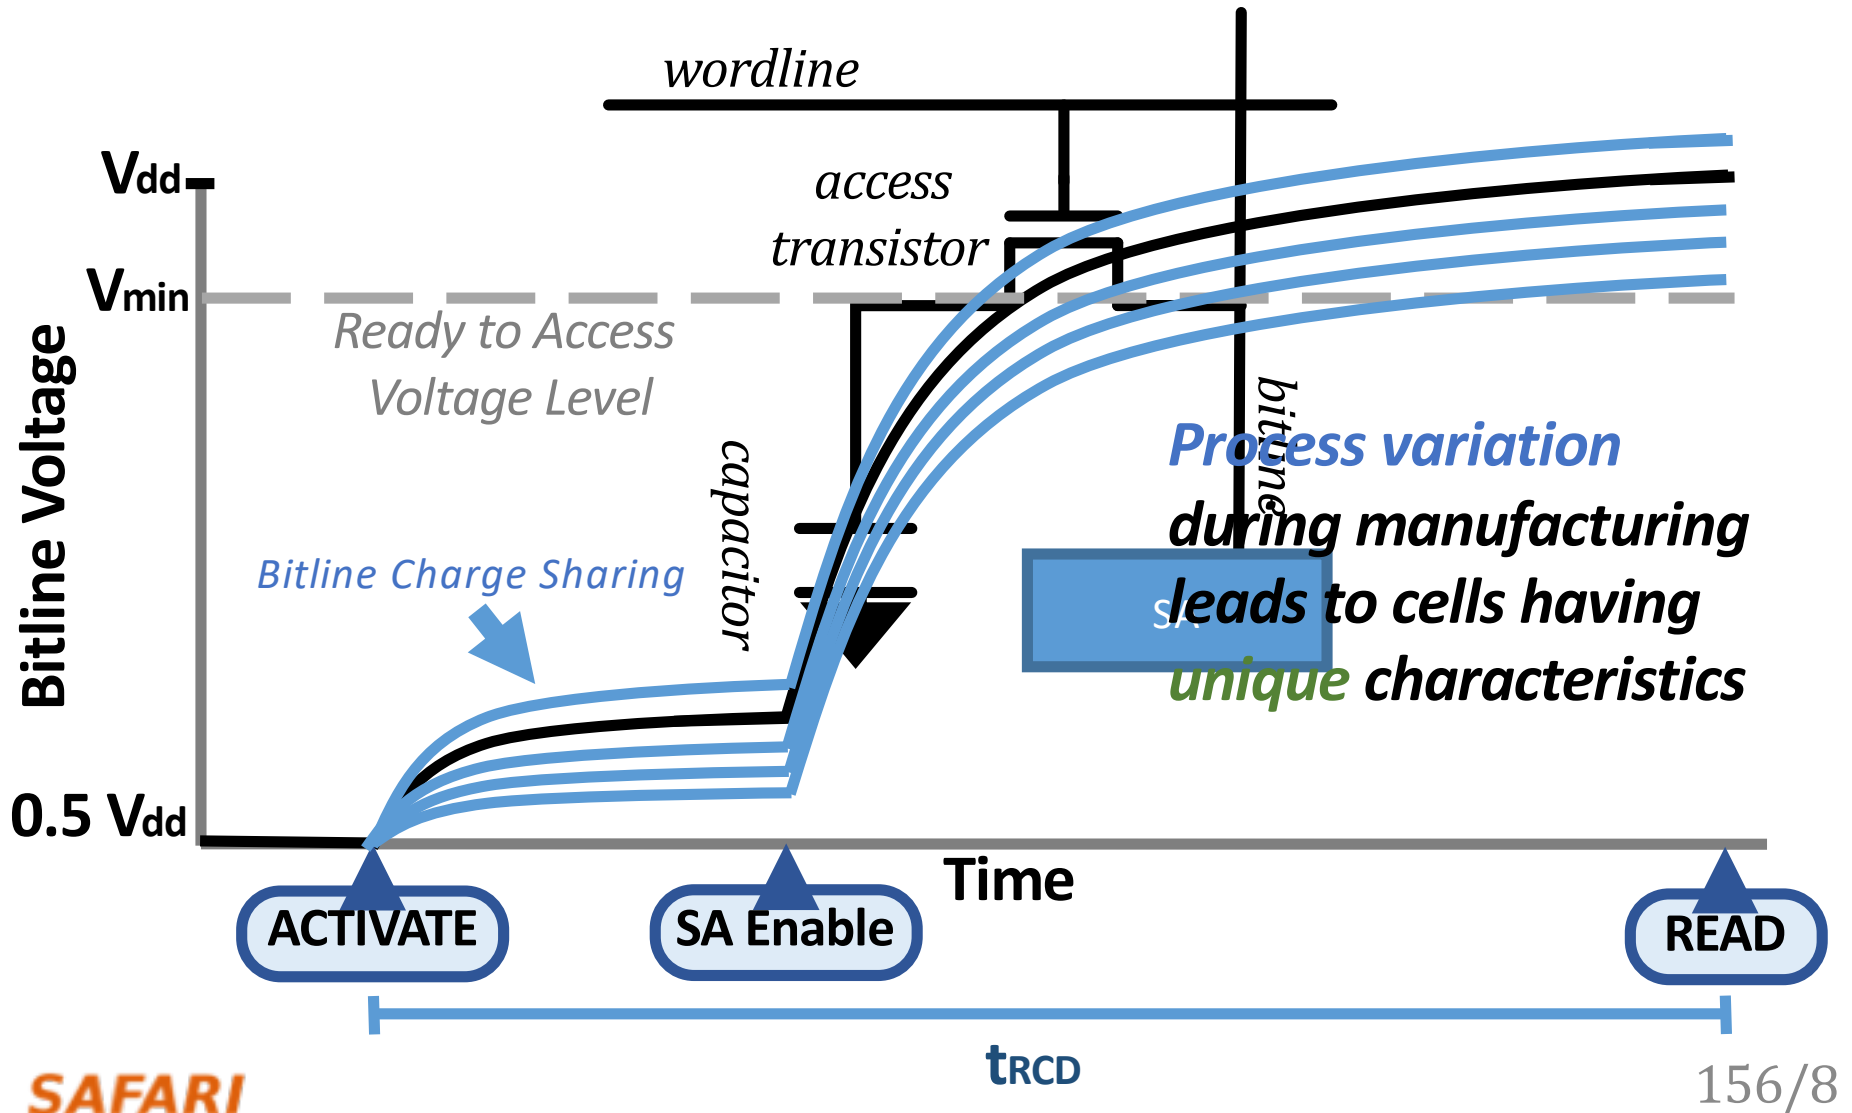 wordline
Vdd
access
transistor
Vmin
Ready to Access
Voltage Level
Bitline Voltage
capacitor
bitline
Process variation
during manufacturing
leads to cells having
unique characteristics
SA
Bitline Charge Sharing
0.5 Vdd
Time
ACTIVATE
SA Enable
READ
tRCD
SAFARI
156/8